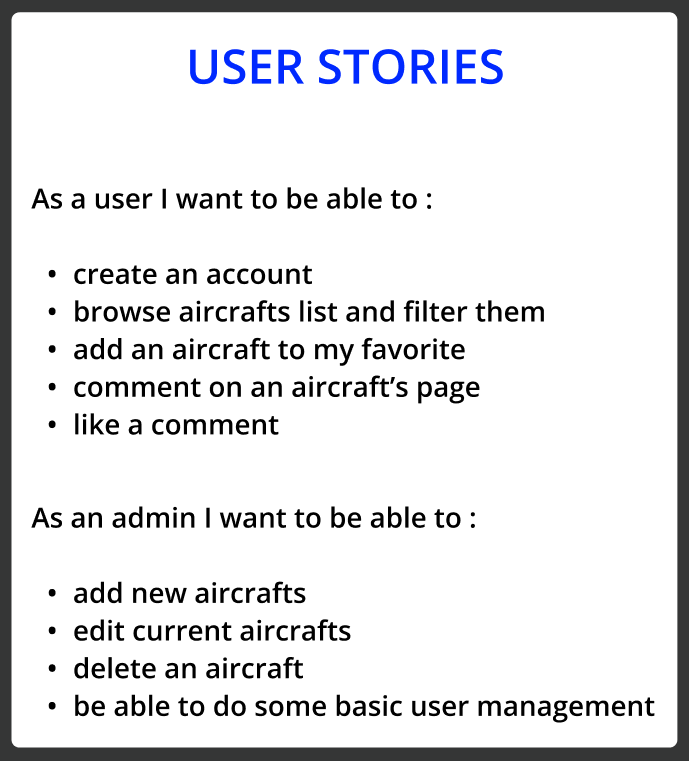 USER STORIES
As a user I want to be able to :
• create an account
• browse aircrafts list and filter them
• add an aircraft to my favorite
• comment on an aircraft’s page
• like a comment
As an admin I want to be able to :
• add new aircrafts
• edit current aircrafts
• delete an aircraft
• be able to do some basic user management